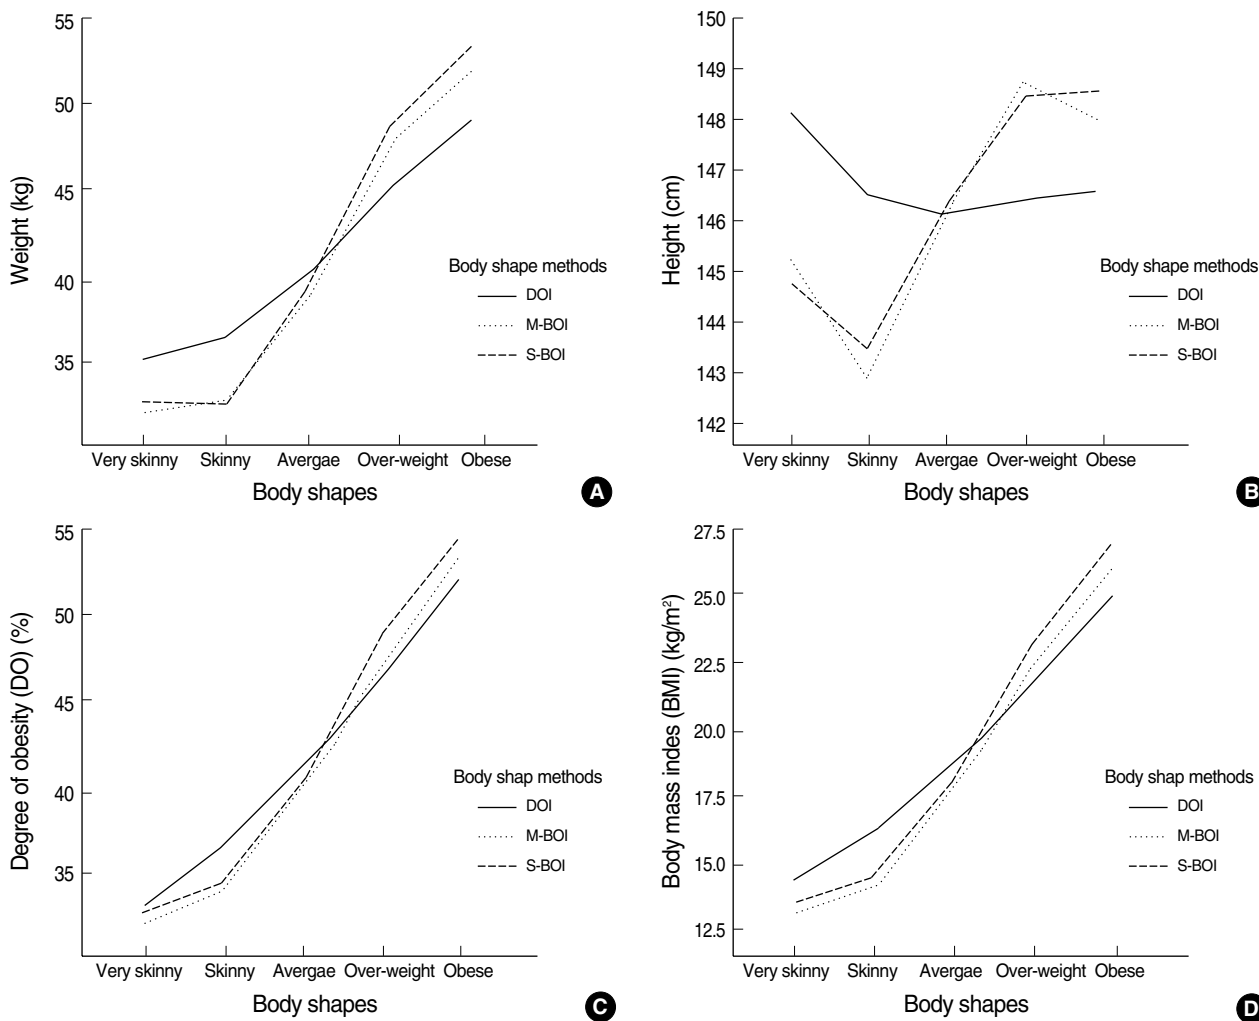 55
50
45
40
35
Weight (kg)
Body shape methods
DOI
M-BOI
S-BOI
Very skinny Skinny Avergae Over-weight Obese
Body shapes
A
150
149
148
147
146
145
144
143
142
Height (cm)
Body shape methods
DOI
M-BOI
S-BOI
Very skinny Skinny Avergae Over-weight Obese
Body shapes
B
55
50
45
40
35
Degree of obesity (DO) (%)
Body shap methods
DOI
M-BOI
S-BOI
Very skinny Skinny Avergae Over-weight Obese
Body shapes
C
27.5
25.0
22.5
20.0
17.5
15.0
12.5
Body mass indes (BMI) (kg/m²)
Body shap methods
DOI
M-BOI
S-BOI
Very skinny Skinny Avergae Over-weight Obese
Body shapes
D